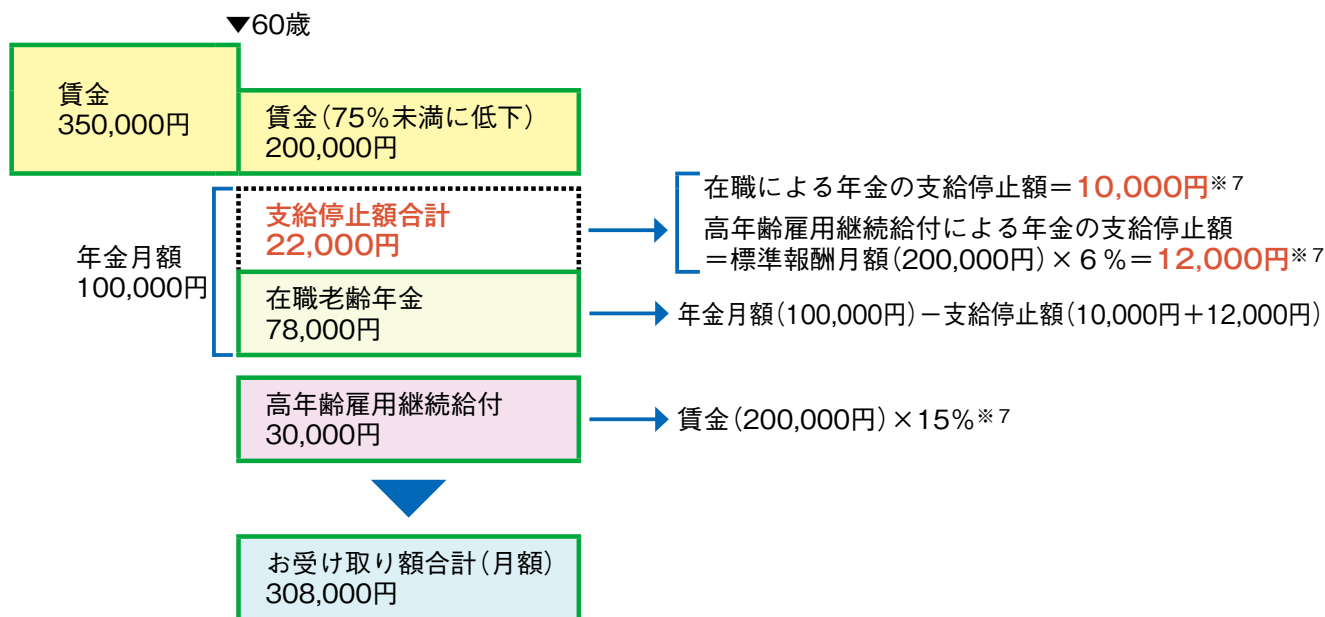 ▼60歳
賃金
350,000円
賃金(75%未満に低下)
200,000円
年金月額
100,000円
支給停止額合計
22,000円
在職による年金の支給停止額=10,000円※7
高年齢雇用継続給付による年金の支給停止額
=標準報酬月額(200,000円)×6%=12,000円※7
在職老齢年金
78,000円
年金月額(100,000円)-支給停止額(10,000円+12,000円)
高年齢雇用継続給付
30,000円
賃金(200,000円)×15%※7
お受け取り額合計(月額)
308,000円